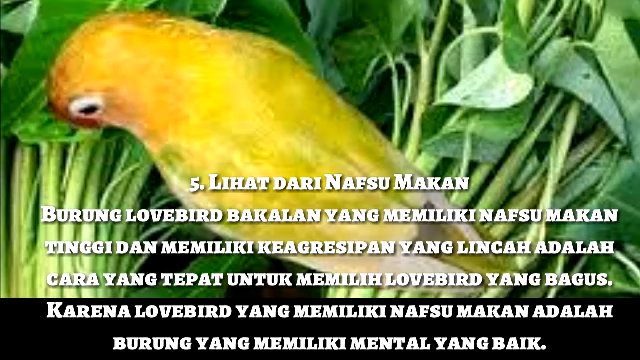 5. Lihat dari Nafsu Makan
Burung lovebird bakalan yang memiliki nafsu makan
tinggi dan memiliki keagresipan yang lincah adalah
cara yang tepat untuk memilih lovebird yang bagus.
Karena lovebird yang memiliki nafsu makan adalah
burung yang memiliki mental yang baik.